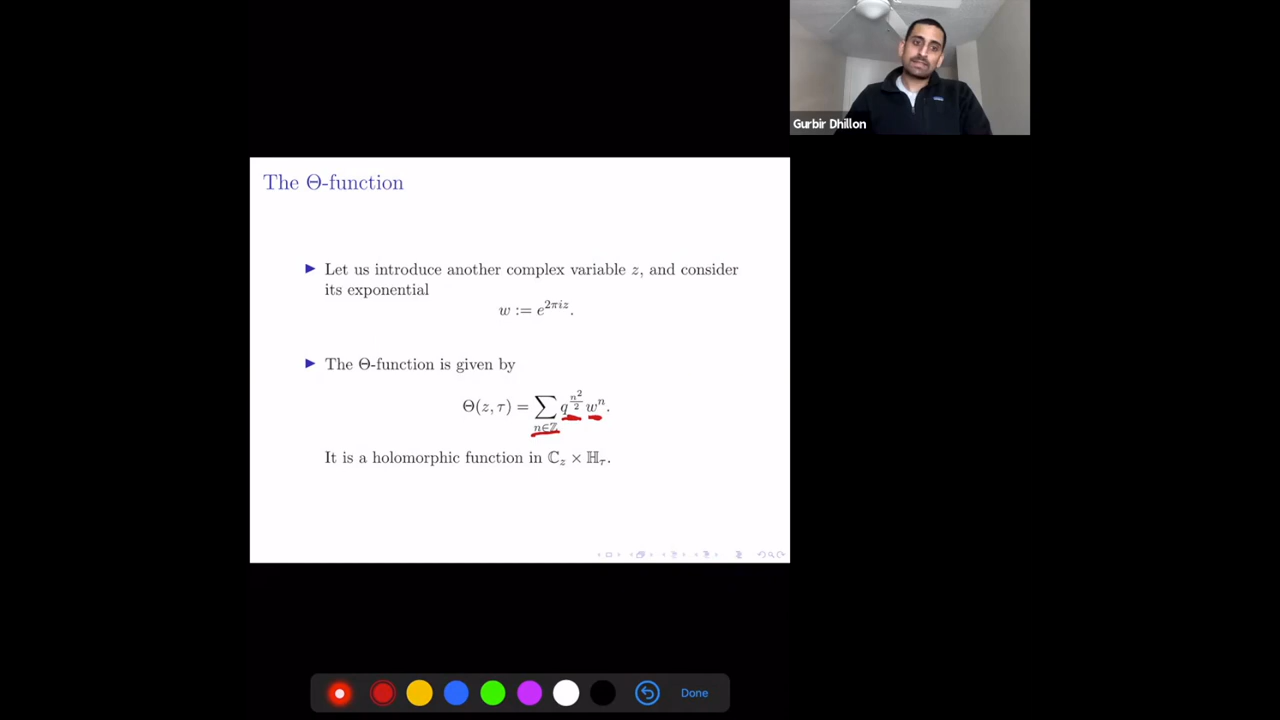 Gurbir Dhillon
The Θ-function
▶ Let us introduce another complex variable z, and consider
its exponential
w := e^{2πiz}.
▶ The Θ-function is given by
Θ(z, τ) = ∑_{n∈ℤ} q^{n²/2} w^n.
It is a holomorphic function in ℂ_z × ℍ_τ.
Done